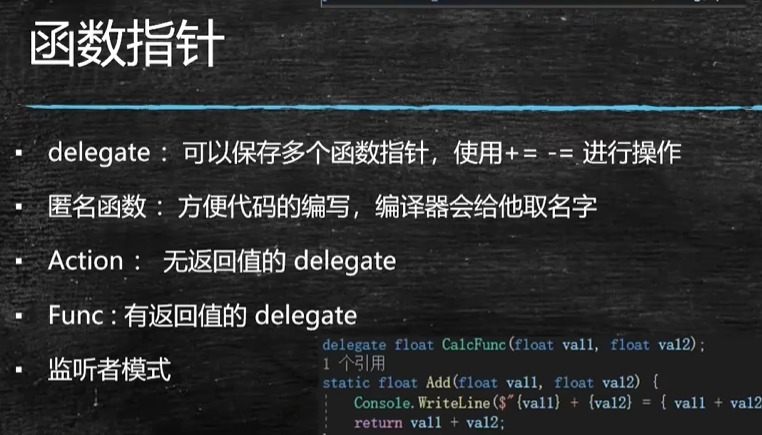 函数指针
▪ delegate： 可以保存多个函数指针，使用+= -= 进行操作
▪ 匿名函数： 方便代码的编写，编译器会给他取名字
▪ Action： 无返回值的 delegate
▪ Func : 有返回值的 delegate
▪ 监听者模式
delegate float CalcFunc(float val1, float val2);
1 个引用
static float Add(float val1, float val2) {
Console.WriteLine($"{val1} + {val2} = { val1 + val2
return val1 + val2;